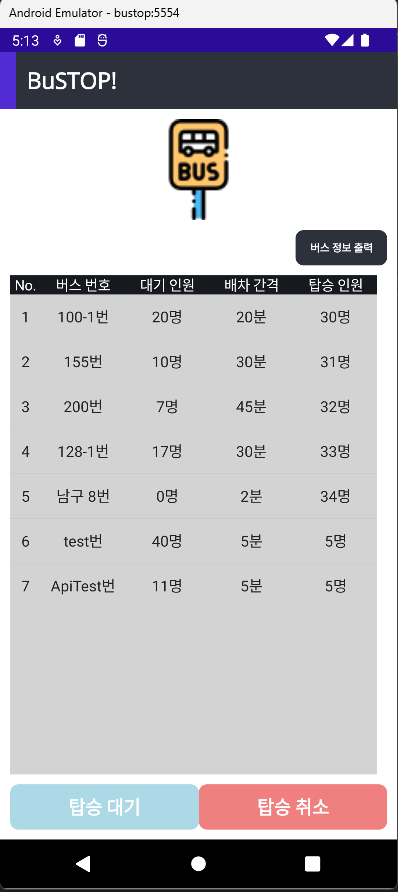 Android Emulator - bustop:5554
5:13
BuSTOP!
BUS
버스 정보 출력
No. 버스 번호 대기 인원 배차 간격 탑승 인원
1 100-1번 20명 20분 30명
2 155번 10명 30분 31명
3 200번 7명 45분 32명
4 128-1번 17명 30분 33명
5 남구 8번 0명 2분 34명
6 test번 40명 5분 5명
7 ApiTest번 11명 5분 5명
탑승 대기 탑승 취소